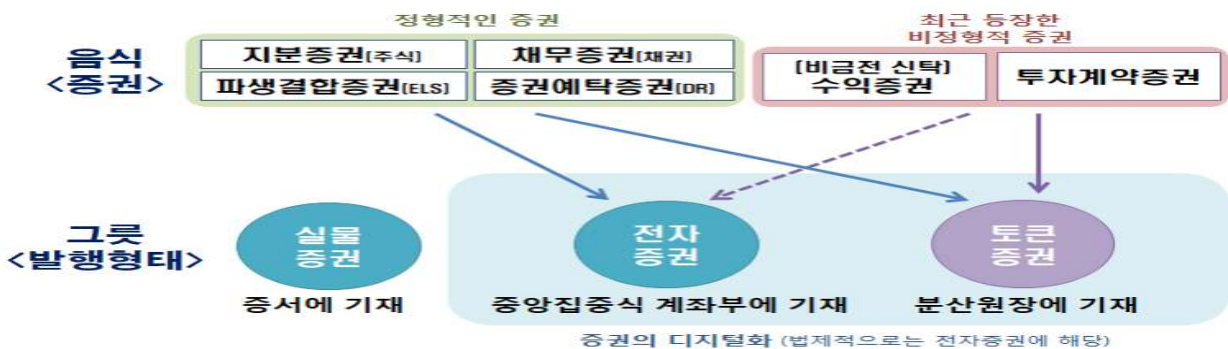 정형적인 증권
최근 등장한
비정형적 증권
음식
<증권>
지분증권[주식]
채무증권[채권]
파생결합증권[ELS]
증권예탁증권[DR]
[비금전 신탁]
수익증권
투자계약증권
그릇
<발행형태>
실물
증권
전자
증권
토큰
증권
증서에 기재
중앙집중식 계좌부에 기재
분산원장에 기재
증권의 디지털화 (법제적으로는 전자증권에 해당)